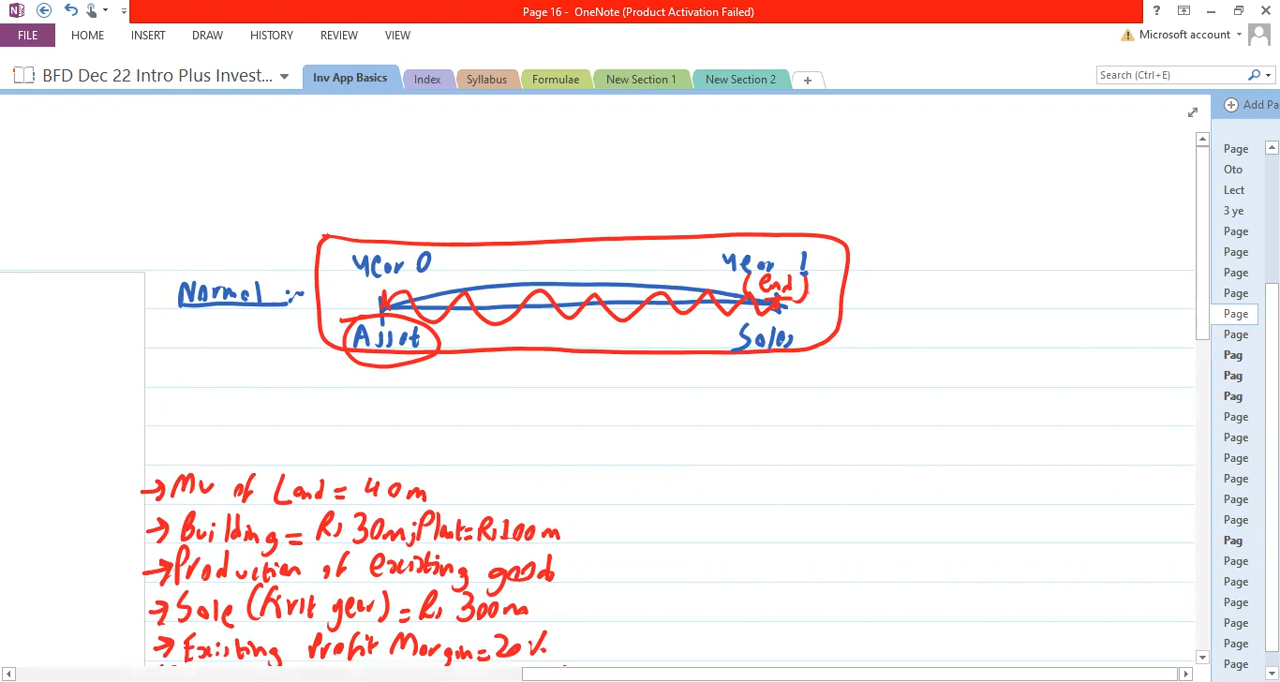 Page 16 - OneNote (Product Activation Failed)
FILE HOME INSERT DRAW HISTORY REVIEW VIEW Microsoft account
BFD Dec 22 Intro Plus Invest... Inv App Basics Index Syllabus Formulae New Section 1 New Section 2 Search (Ctrl+E)
Add Pa
Page
Oto
Lect
3 ye
Page
Page
Page
Page
Page
Page
Pag
Pag
Pag
Page
Page
Page
Page
Page
Page
Pag
Page
Page
Page
Page
Page
Page
Year 0 Year 1
(end)
Normal :-
Asset Sales
→ MV of Land = 40m
→ Building = Rs 30m; Plant = Rs 100m
→ Production of existing goods
→ Sale (first year) = Rs 300m
→ Existing Profit Margin = 20%